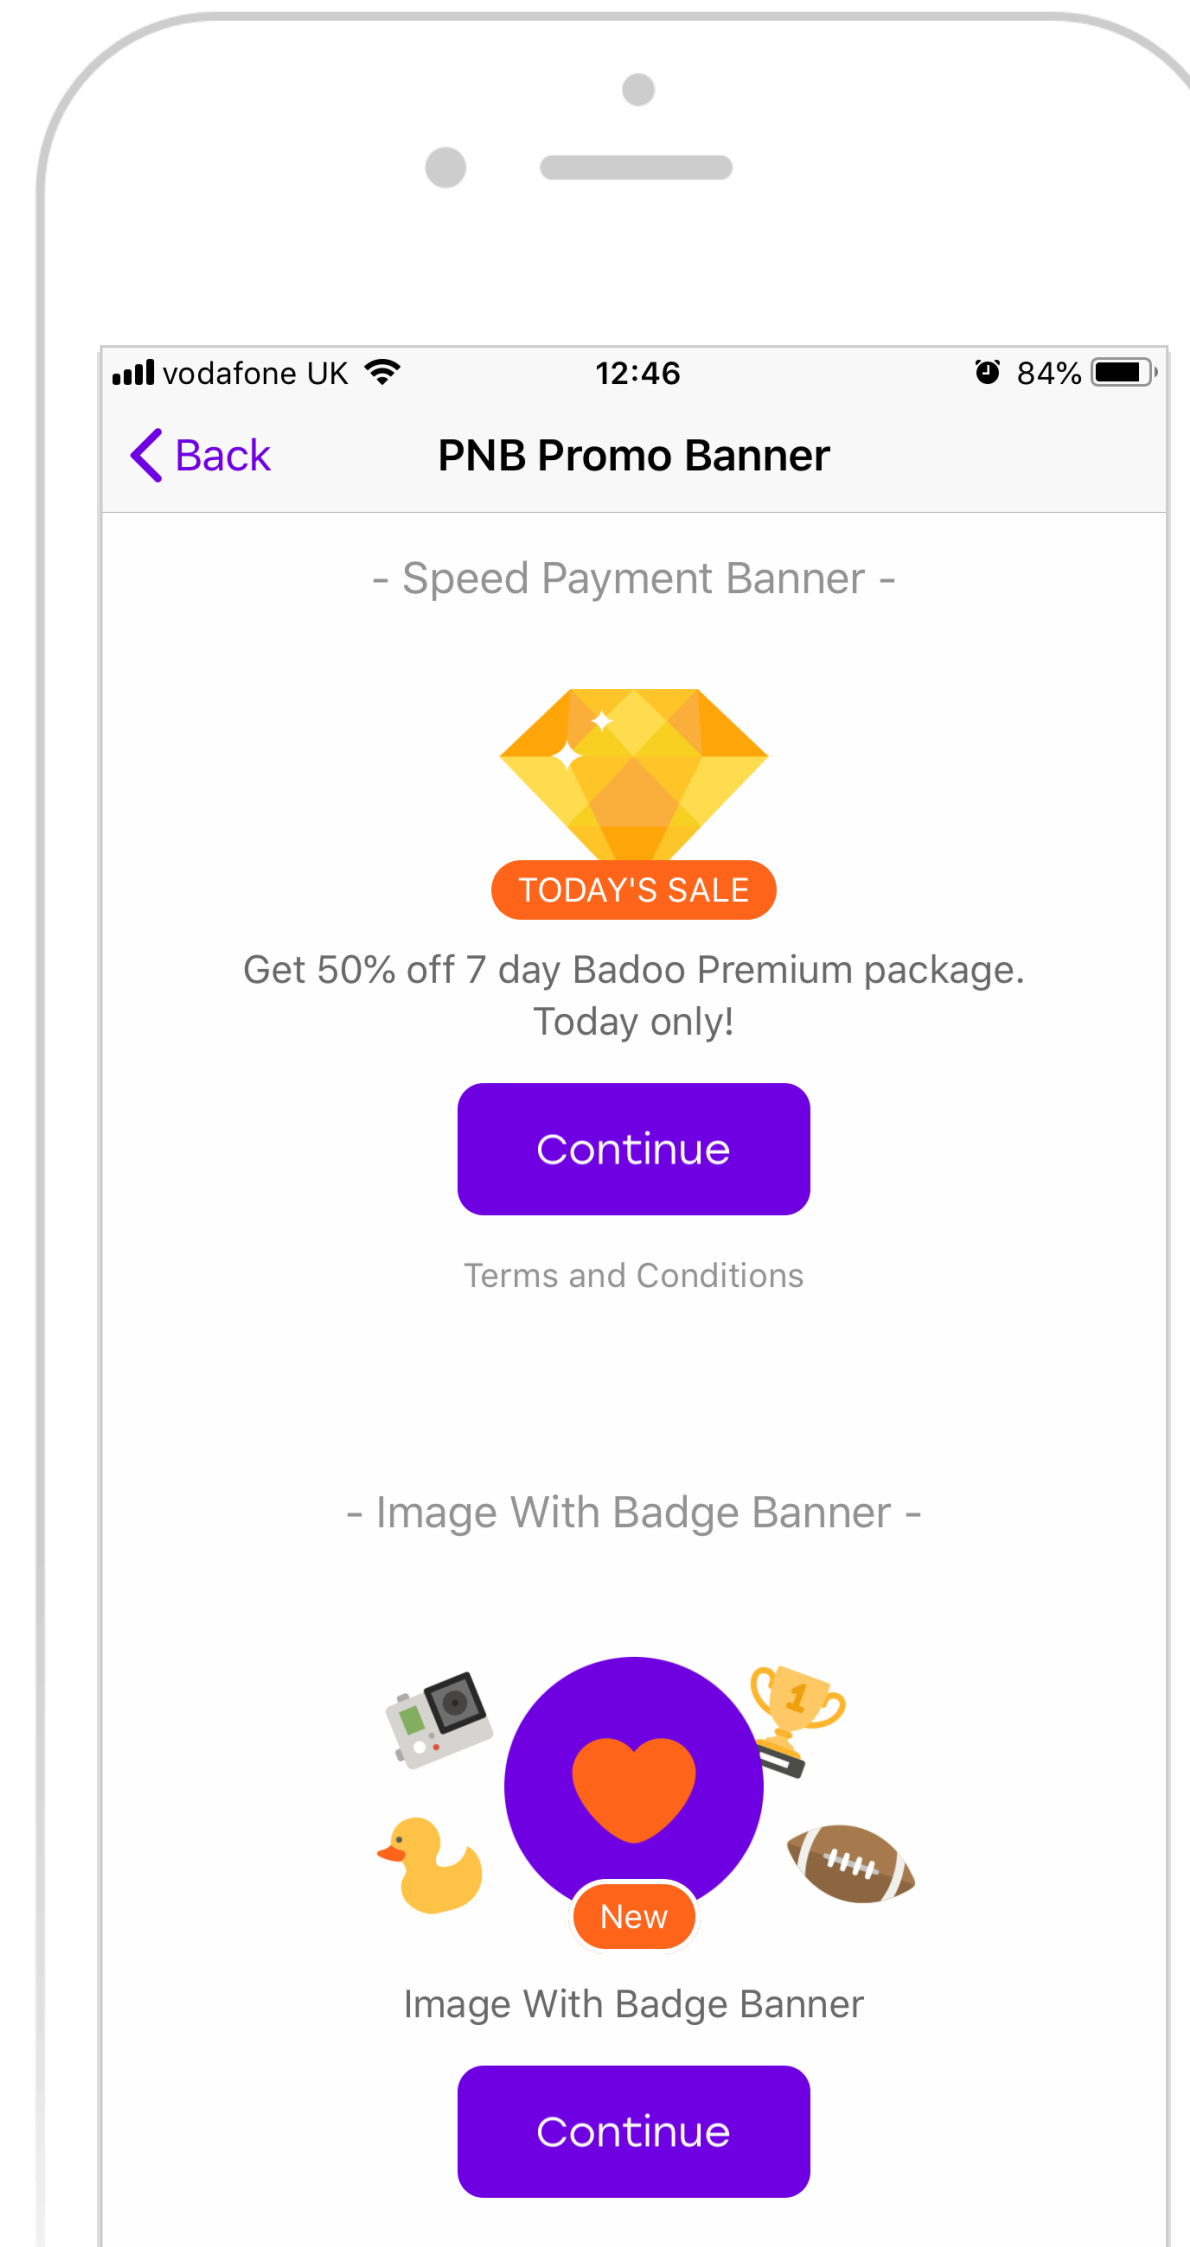 vodafone UK
12:46
84%
Back
PNB Promo Banner
- Speed Payment Banner -
TODAY'S SALE
Get 50% off 7 day Badoo Premium package.
Today only!
Continue
Terms and Conditions
- Image With Badge Banner -
1
New
Image With Badge Banner
Continue